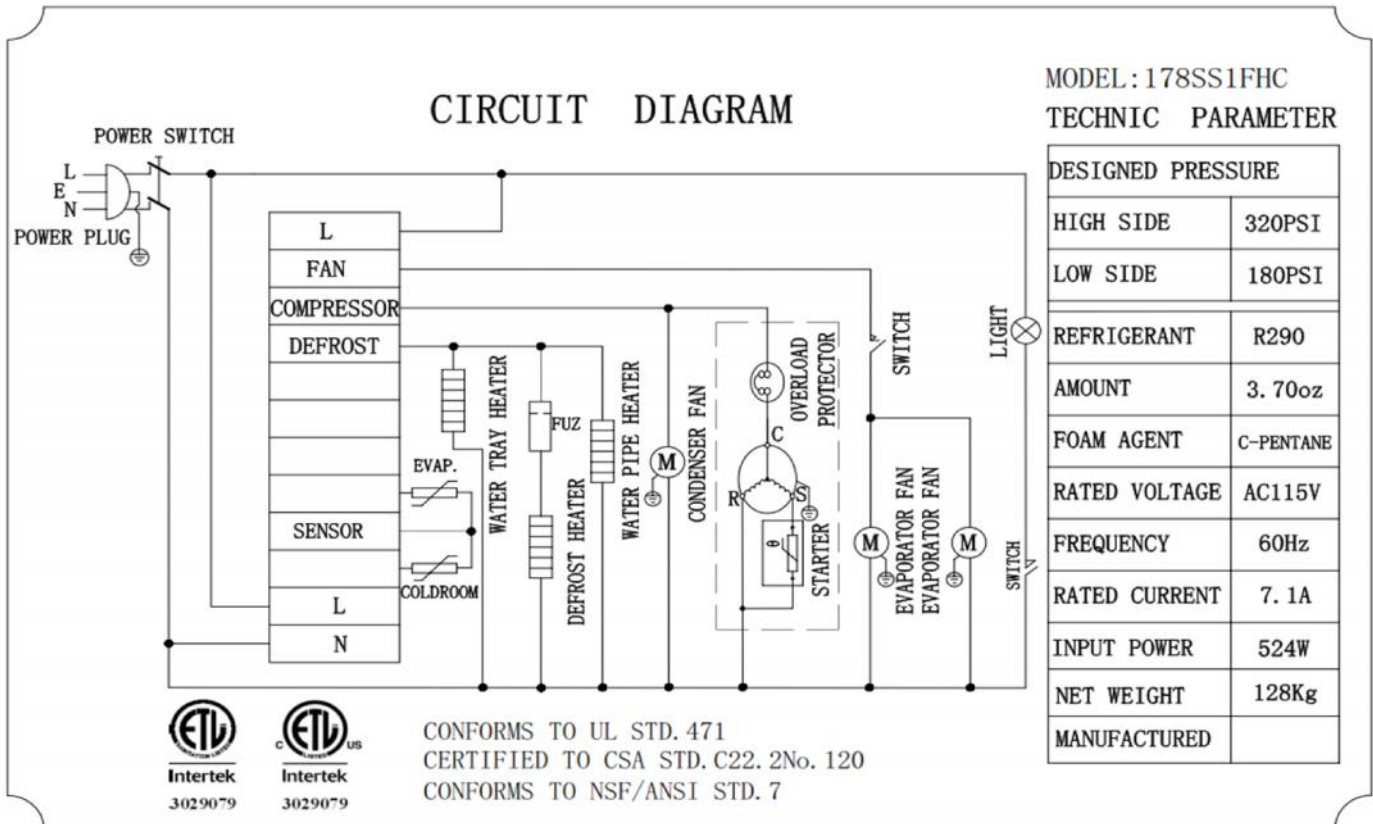 CIRCUIT DIAGRAM
POWER SWITCH
L
E
N
POWER PLUG
L
FAN
COMPRESSOR
DEFROST
SENSOR
L
N
EVAP.
COLDROOM
WATER TRAY HEATER
FUZ
DEFROST HEATER
WATER PIPE HEATER
M
CONDENSER FAN
OVERLOAD
PROTECTOR
C
R
S
θ
STARTER
SWITCH
M
EVAPORATOR FAN
EVAPORATOR FAN
M
LIGHT
SWITCH
MODEL:178SS1FHC
TECHNIC PARAMETER
DESIGNED PRESSURE
HIGH SIDE 320PSI
LOW SIDE 180PSI
REFRIGERANT R290
AMOUNT 3.70oz
FOAM AGENT C-PENTANE
RATED VOLTAGE AC115V
FREQUENCY 60Hz
RATED CURRENT 7.1A
INPUT POWER 524W
NET WEIGHT 128Kg
MANUFACTURED
ETL
Intertek
3029079
C ETL US
LISTED
Intertek
3029079
CONFORMS TO UL STD.471
CERTIFIED TO CSA STD.C22.2No.120
CONFORMS TO NSF/ANSI STD.7